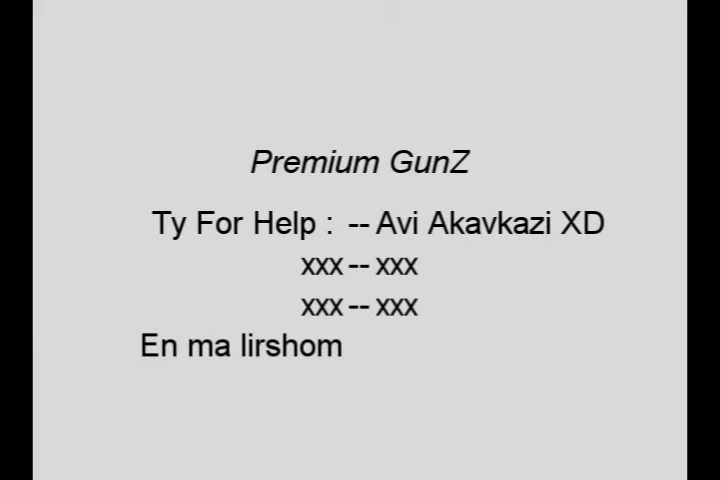 Premium GunZ
Ty For Help : -- Avi Akavkazi XD
xxx -- xxx
xxx -- xxx
En ma lirshom